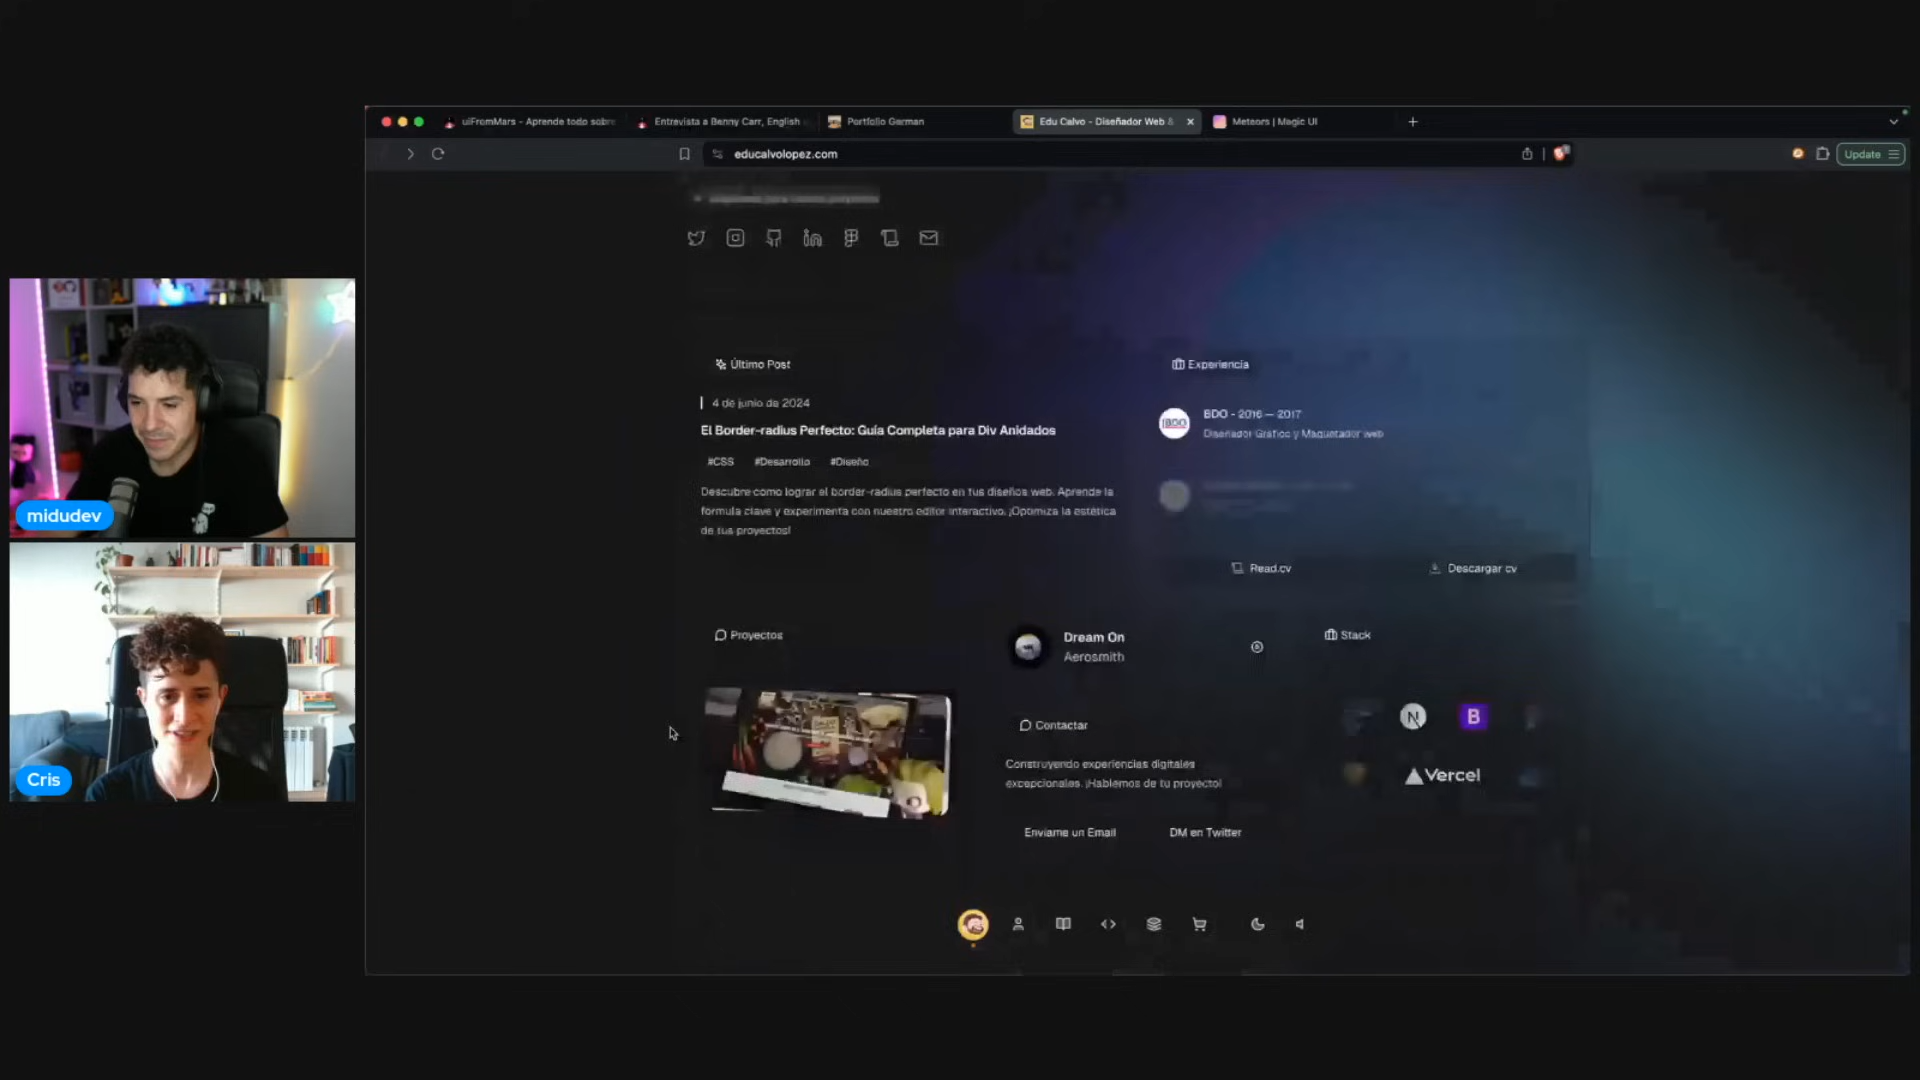 uiFromMars - Aprende todo sobre
Entrevista a Benny Carr, English
Portfolio German
Edu Calvo - Diseñador Web &
Meteors | Magic UI
educalvolopez.com
Update
Último Post
4 de junio de 2024
El Border-radius Perfecto: Guía Completa para Div Anidados
#CSS #Desarrollo #Diseño
Descubre como lograr el border-radius perfecto en tus diseños web. Aprende la
formula clave y experimenta con nuestro editor interactivo. ¡Optimiza la estética
de tus proyectos!
Experiencia
BDO
BDO - 2016 — 2017
Diseñador Gráfico y Maquetador web
Read.cv
Descargar cv
Proyectos
Dream On
Aerosmith
Contactar
Construyendo experiencias digitales
excepcionales. ¡Hablemos de tu proyecto!
Enviame un Email
DM en Twitter
Stack
N
B
Vercel
midudev
Cris